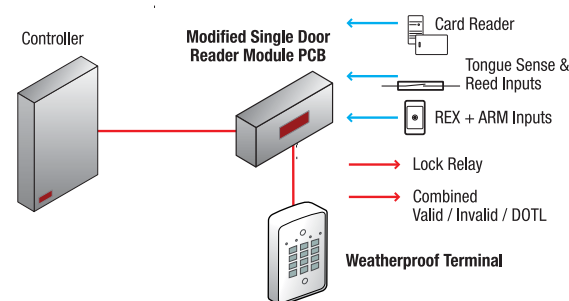 Controller
Modified Single Door
Reader Module PCB
Card Reader
Tongue Sense &
Reed Inputs
REX + ARM Inputs
Lock Relay
Combined
Valid / Invalid / DOTL
Weatherproof Terminal